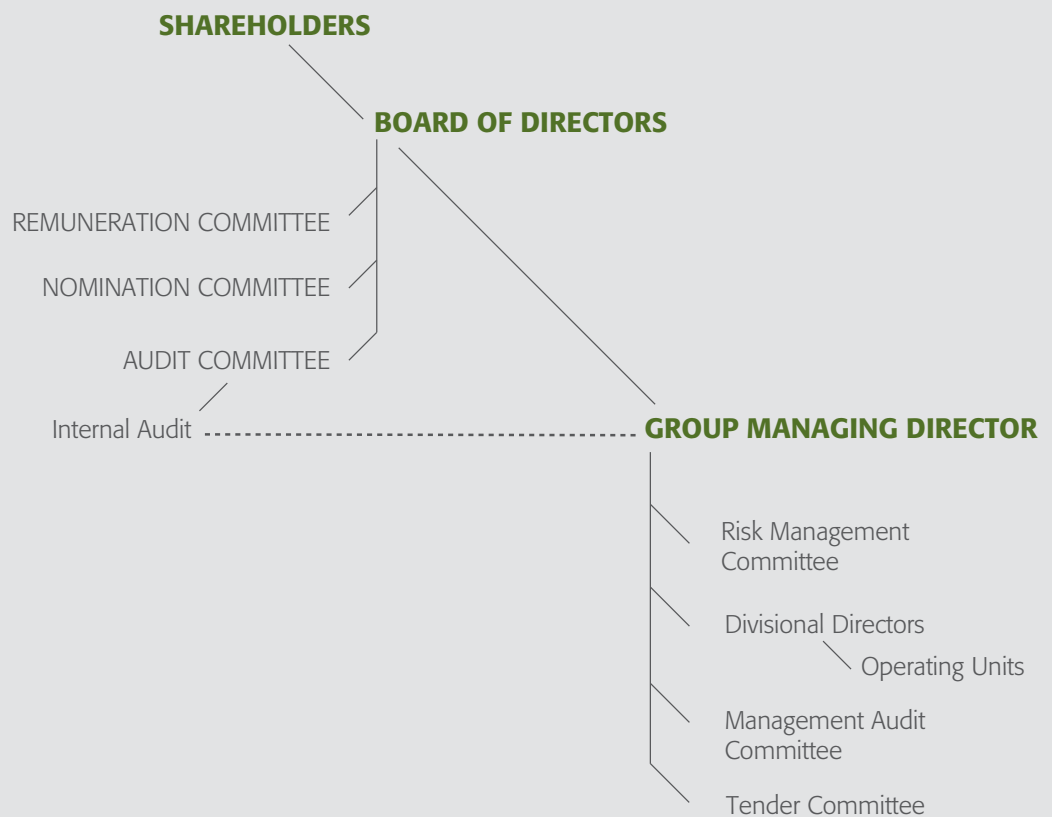 SHAREHOLDERS
BOARD OF DIRECTORS
REMUNERATION COMMITTEE
NOMINATION COMMITTEE
AUDIT COMMITTEE
Internal Audit
GROUP MANAGING DIRECTOR
Risk Management
Committee
Divisional Directors
Operating Units
Management Audit
Committee
Tender Committee